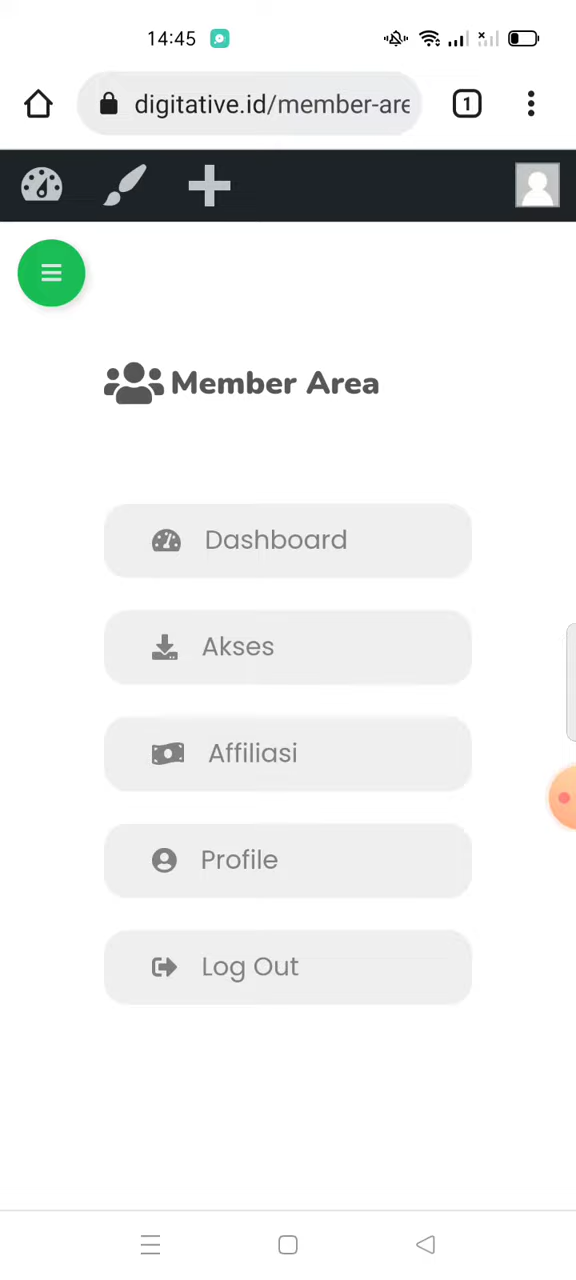 14:45
digitative.id/member-are
1
Member Area
Dashboard
Akses
Affiliasi
Profile
Log Out